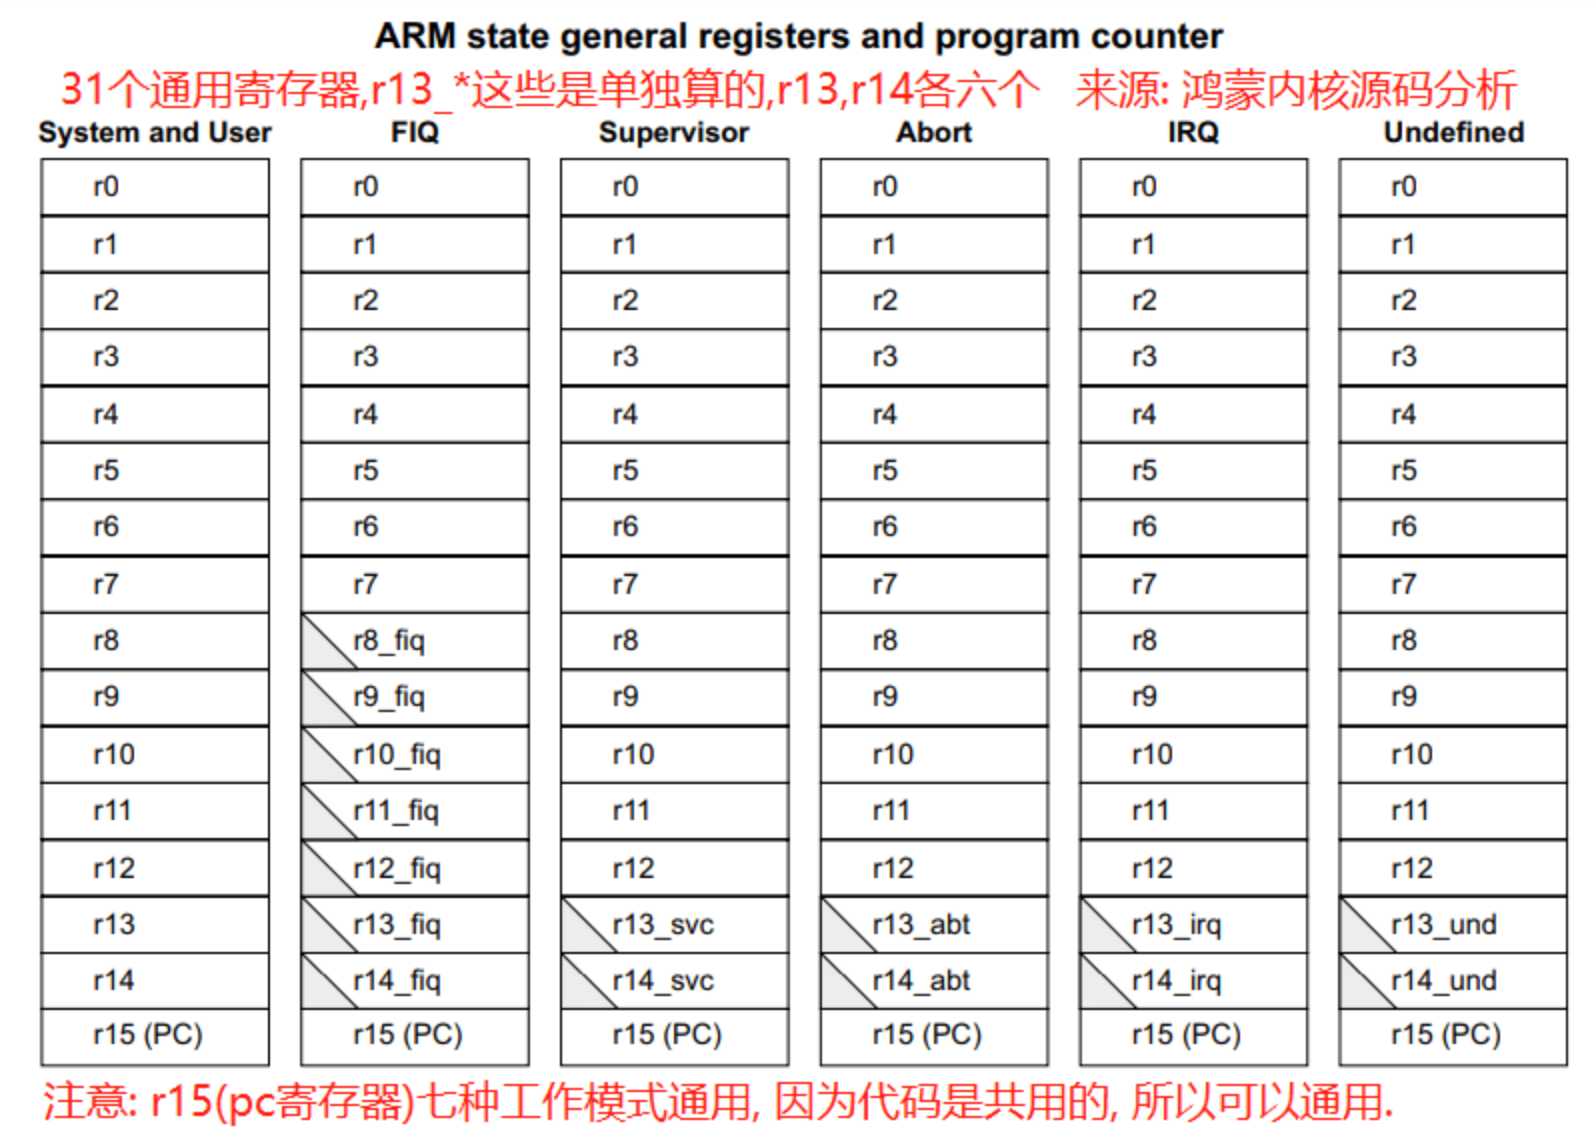 ARM state general registers and program counter
31个通用寄存器,r13_*这些是单独算的,r13,r14各六个 来源: 鸿蒙内核源码分析
System and User FIQ Supervisor Abort IRQ Undefined
r0 r0 r0 r0 r0 r0
r1 r1 r1 r1 r1 r1
r2 r2 r2 r2 r2 r2
r3 r3 r3 r3 r3 r3
r4 r4 r4 r4 r4 r4
r5 r5 r5 r5 r5 r5
r6 r6 r6 r6 r6 r6
r7 r7 r7 r7 r7 r7
r8 r8_fiq r8 r8 r8 r8
r9 r9_fiq r9 r9 r9 r9
r10 r10_fiq r10 r10 r10 r10
r11 r11_fiq r11 r11 r11 r11
r12 r12_fiq r12 r12 r12 r12
r13 r13_fiq r13_svc r13_abt r13_irq r13_und
r14 r14_fiq r14_svc r14_abt r14_irq r14_und
r15 (PC) r15 (PC) r15 (PC) r15 (PC) r15 (PC) r15 (PC)
注意: r15(pc寄存器)七种工作模式通用, 因为代码是共用的, 所以可以通用.